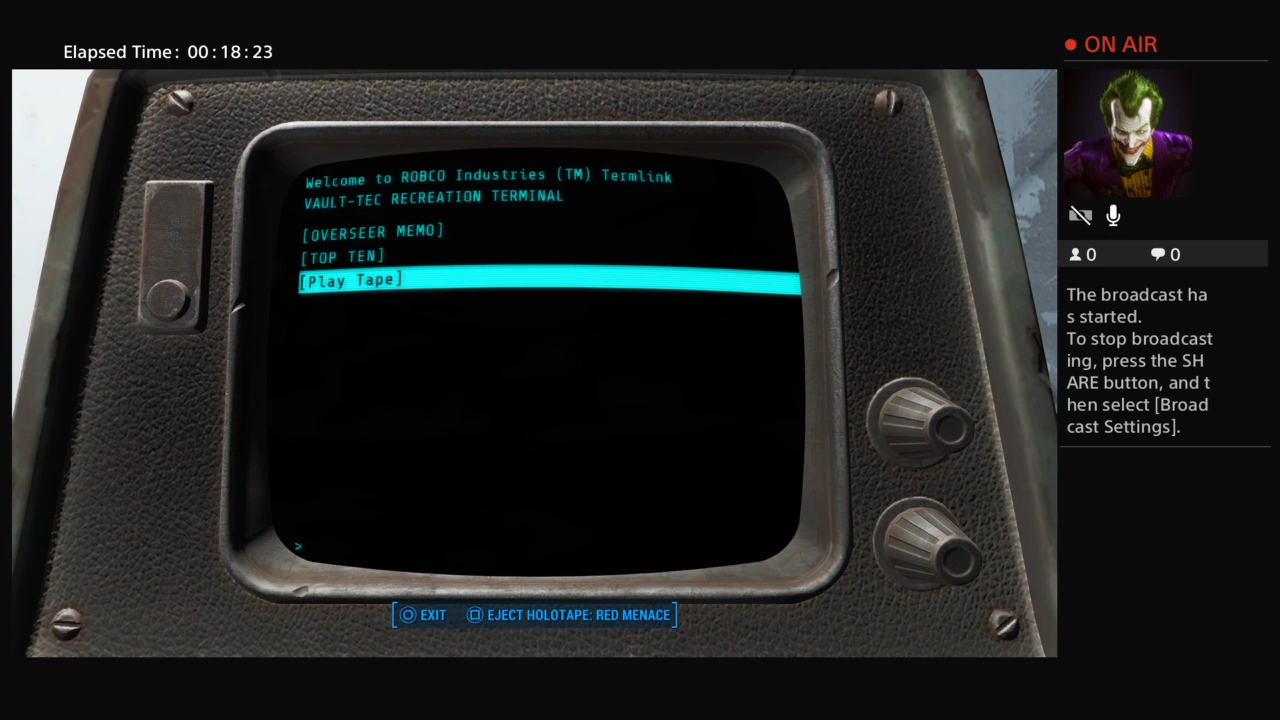 Elapsed Time: 00:18:23
ON AIR
Welcome to ROBCO Industries (TM) Termlink
VAULT-TEC RECREATION TERMINAL
[OVERSEER MEMO]
[TOP TEN]
[Play Tape]
>
EXIT EJECT HOLOTAPE: RED MENACE
0 0
The broadcast ha
s started.
To stop broadcast
ing, press the SH
ARE button, and t
hen select [Broad
cast Settings].